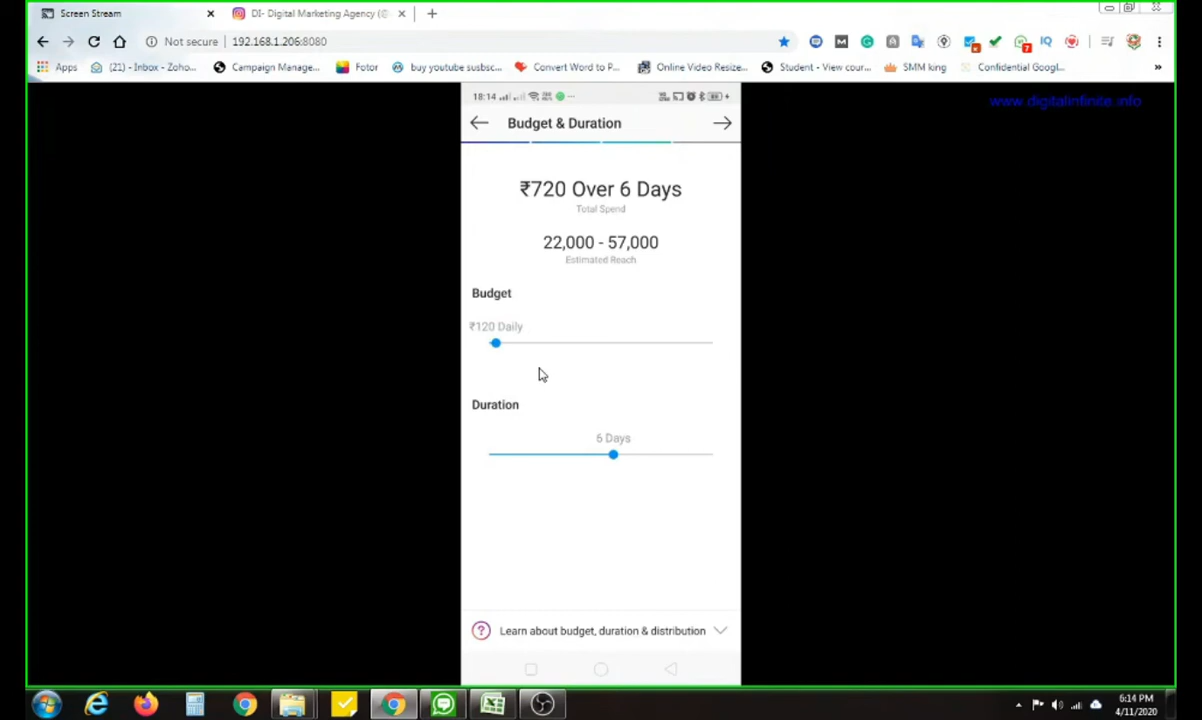 Screen Stream
DI- Digital Marketing Agency (@
Not secure
192.168.1.206:8080
Apps
(21) - Inbox - Zoho...
Campaign Manage...
Fotor
buy youtube susbsc...
Convert Word to P...
Online Video Resize...
Student - View cour...
SMM king
Confidential Googl...
»
www.digitalinfinite.info
18:14
Budget & Duration
₹720 Over 6 Days
Total Spend
22,000 - 57,000
Estimated Reach
Budget
₹120 Daily
Duration
6 Days
Learn about budget, duration & distribution
6:14 PM
4/11/2020